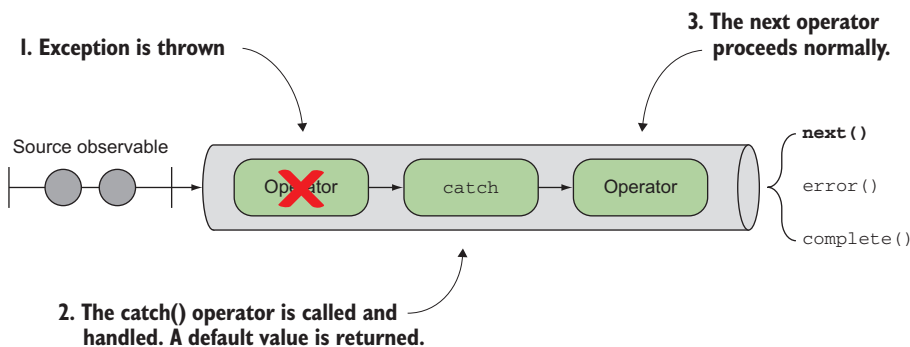 1. Exception is thrown
3. The next operator
proceeds normally.
Source observable
Operator
catch
Operator
next()
error()
complete()
2. The catch() operator is called and
handled. A default value is returned.